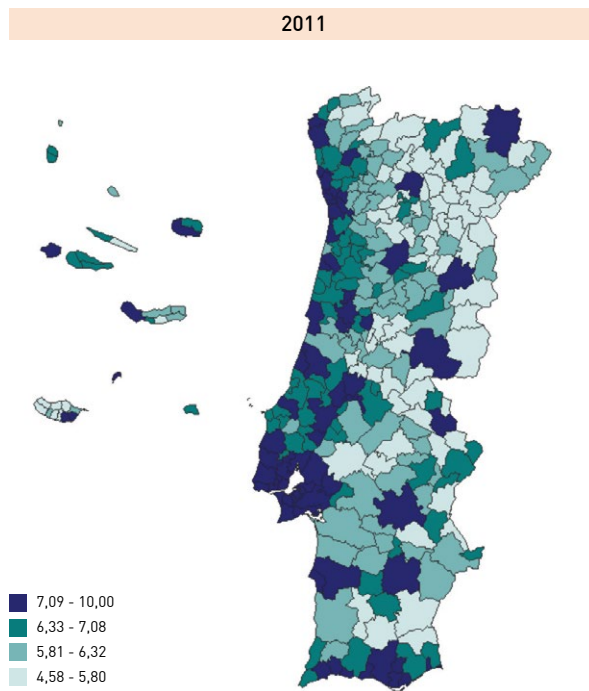 2011
7,09 - 10,00
6,33 - 7,08
5,81 - 6,32
4,58 - 5,80